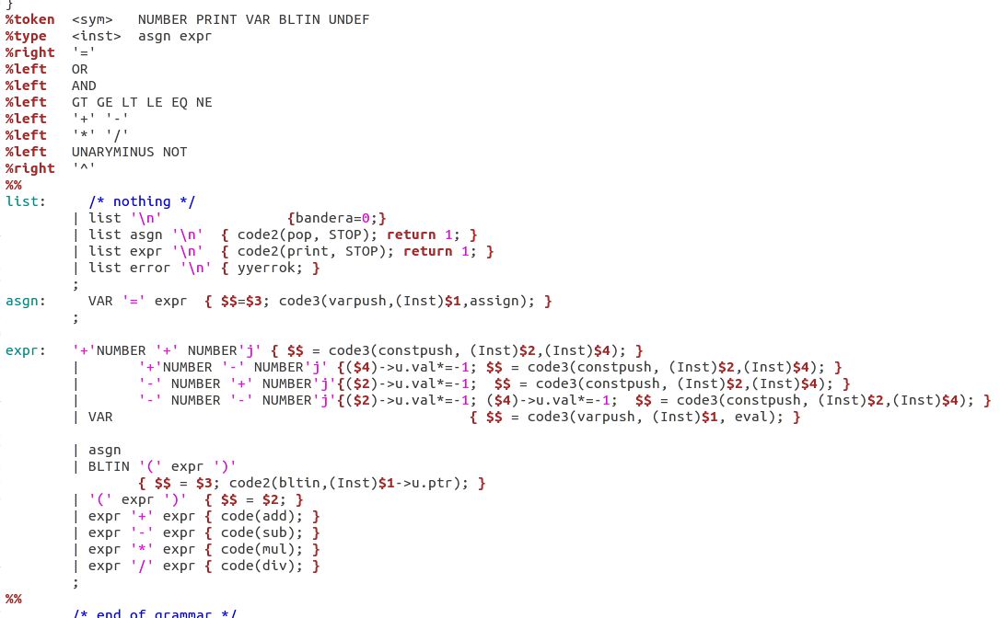 }
%token  <sym>   NUMBER PRINT VAR BLTIN UNDEF
%type   <inst>  asgn expr
%right  '='
%left   OR
%left   AND
%left   GT GE LT LE EQ NE
%left   '+' '-'
%left   '*' '/'
%left   UNARYMINUS NOT
%right  '^'
%%
list:     /* nothing */
        | list '\n'               {bandera=0;}
        | list asgn '\n'  { code2(pop, STOP); return 1; }
        | list expr '\n'  { code2(print, STOP); return 1; }
        | list error '\n' { yyerrok; }
        ;
asgn:     VAR '=' expr  { $$=$3; code3(varpush,(Inst)$1,assign); }
        ;
expr:   '+'NUMBER '+' NUMBER'j' { $$ = code3(constpush, (Inst)$2,(Inst)$4); }
        |       '+'NUMBER '-' NUMBER'j' {($4)->u.val*=-1; $$ = code3(constpush, (Inst)$2,(Inst)$4); }
        |       '-' NUMBER '+' NUMBER'j'{($2)->u.val*=-1;  $$ = code3(constpush, (Inst)$2,(Inst)$4); }
        |       '-' NUMBER '-' NUMBER'j'{($2)->u.val*=-1; ($4)->u.val*=-1;  $$ = code3(constpush, (Inst)$2,(Inst)$4); }
        | VAR                                           { $$ = code3(varpush, (Inst)$1, eval); }
        | asgn
        | BLTIN '(' expr ')'
                { $$ = $3; code2(bltin,(Inst)$1->u.ptr); }
        | '(' expr ')'  { $$ = $2; }
        | expr '+' expr { code(add); }
        | expr '-' expr { code(sub); }
        | expr '*' expr { code(mul); }
        | expr '/' expr { code(div); }
        ;
%%
        /* end of grammar */